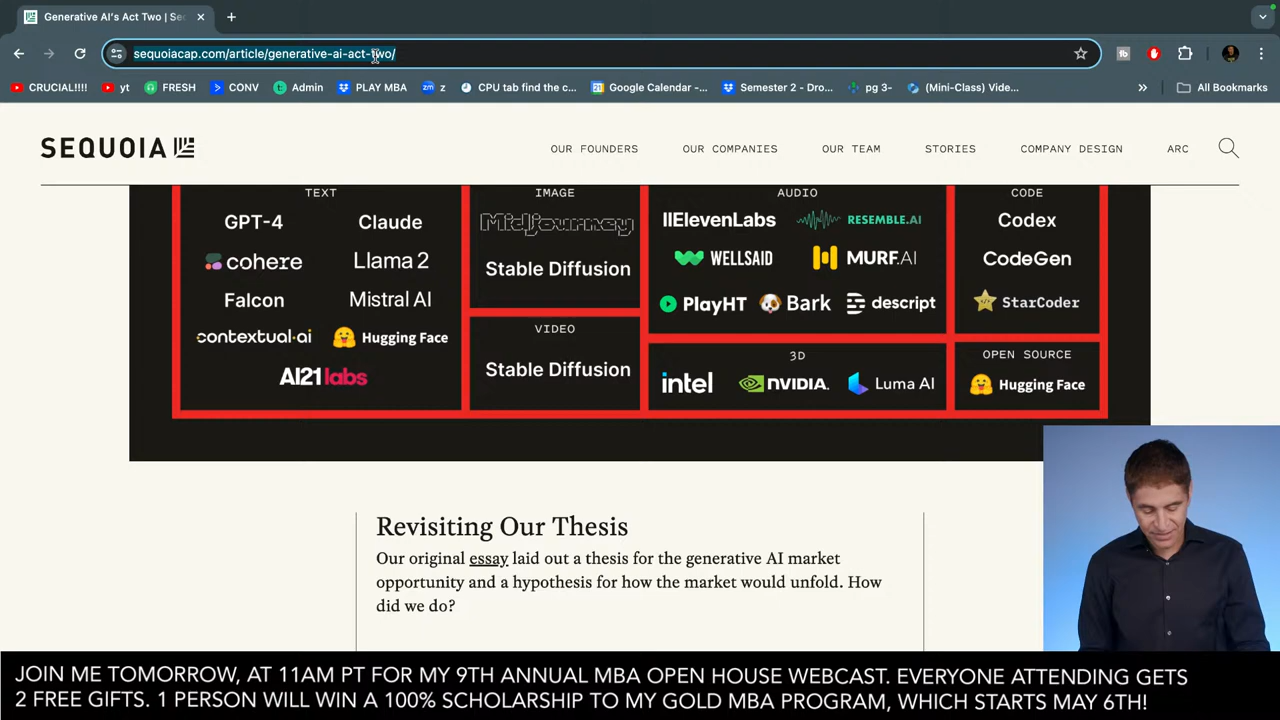 Generative AI's Act Two | Sec
sequoiacap.com/article/generative-ai-act-two/
CRUCIAL!!!! yt FRESH CONV Admin PLAY MBA z CPU tab find the c... Google Calendar -... Semester 2 - Dro... pg 3- (Mini-Class) Vide... » All Bookmarks
SEQUOIA OUR FOUNDERS OUR COMPANIES OUR TEAM STORIES COMPANY DESIGN ARC
TEXT
GPT-4 Claude
cohere Llama 2
Falcon Mistral AI
contextual.ai Hugging Face
AI21 labs
IMAGE
Midjourney
Stable Diffusion
VIDEO
Stable Diffusion
AUDIO
IIElevenLabs RESEMBLE.AI
WELLSAID MURF.AI
PlayHT Bark descript
3D
intel NVIDIA. Luma AI
CODE
Codex
CodeGen
StarCoder
OPEN SOURCE
Hugging Face
Revisiting Our Thesis
Our original essay laid out a thesis for the generative AI market
opportunity and a hypothesis for how the market would unfold. How
did we do?
JOIN ME TOMORROW, AT 11AM PT FOR MY 9TH ANNUAL MBA OPEN HOUSE WEBCAST. EVERYONE ATTENDING GETS
2 FREE GIFTS. 1 PERSON WILL WIN A 100% SCHOLARSHIP TO MY GOLD MBA PROGRAM, WHICH STARTS MAY 6TH!